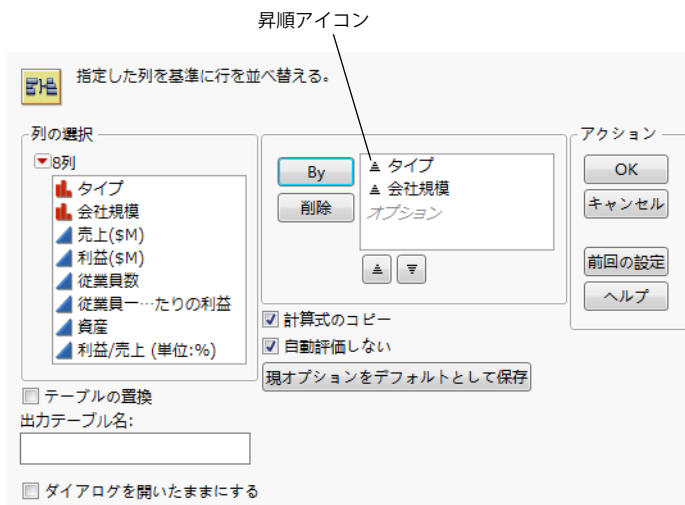 昇順アイコン
指定した列を基準に行を並べ替える。
列の選択
8列
タイプ
会社規模
売上($M)
利益($M)
従業員数
従業員一…たりの利益
資産
利益/売上 (単位:%)
By
削除
タイプ
会社規模
オプション
アクション
OK
キャンセル
前回の設定
ヘルプ
計算式のコピー
自動評価しない
現オプションをデフォルトとして保存
テーブルの置換
出力テーブル名:
ダイアログを開いたままにする